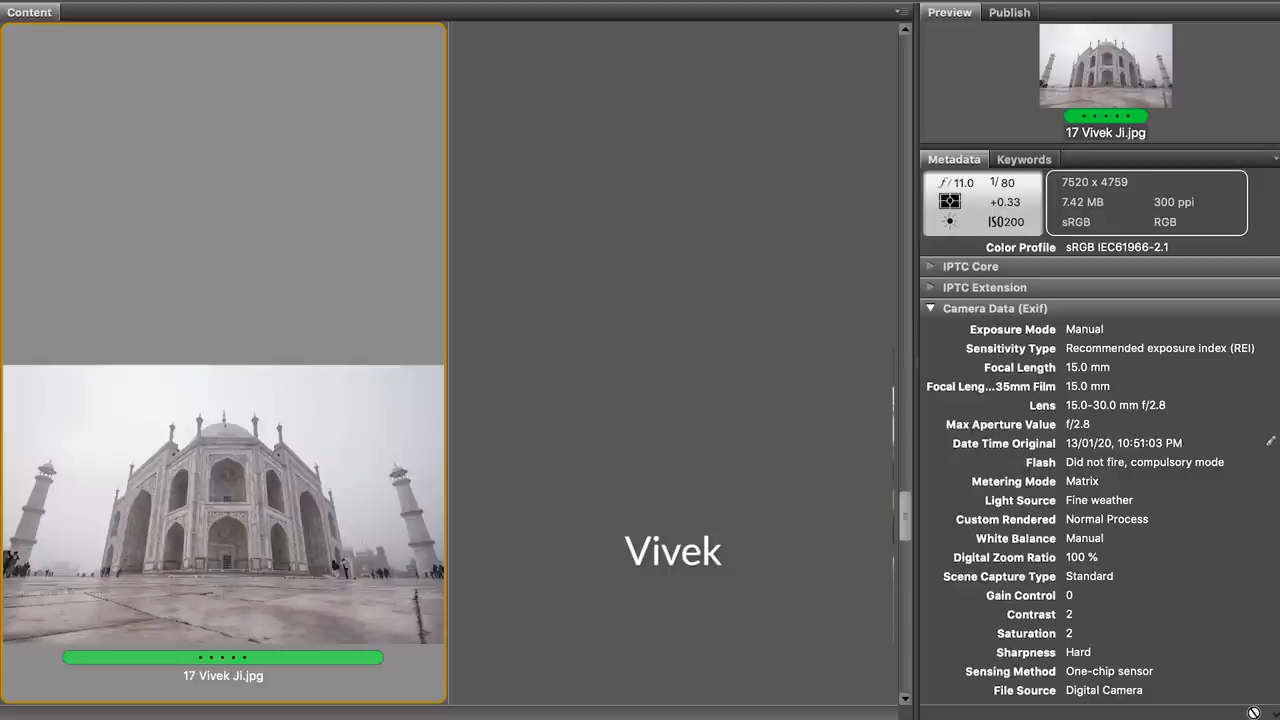 Content
17 Vivek Ji.jpg
Vivek
Preview Publish
17 Vivek Ji.jpg
Metadata Keywords
ƒ/11.0 1/80
+0.33
ISO200
7520 x 4759
7.42 MB 300 ppi
sRGB RGB
Color Profile sRGB IEC61966-2.1
IPTC Core
IPTC Extension
Camera Data (Exif)
Exposure Mode Manual
Sensitivity Type Recommended exposure index (REI)
Focal Length 15.0 mm
Focal Leng...35mm Film 15.0 mm
Lens 15.0-30.0 mm f/2.8
Max Aperture Value f/2.8
Date Time Original 13/01/20, 10:51:03 PM
Flash Did not fire, compulsory mode
Metering Mode Matrix
Light Source Fine weather
Custom Rendered Normal Process
White Balance Manual
Digital Zoom Ratio 100 %
Scene Capture Type Standard
Gain Control 0
Contrast 2
Saturation 2
Sharpness Hard
Sensing Method One-chip sensor
File Source Digital Camera